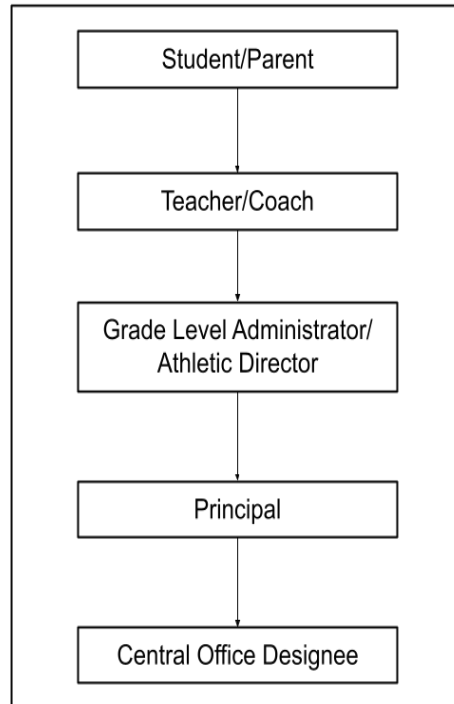 Student/Parent
Teacher/Coach
Grade Level Administrator/
Athletic Director
Principal
Central Office Designee